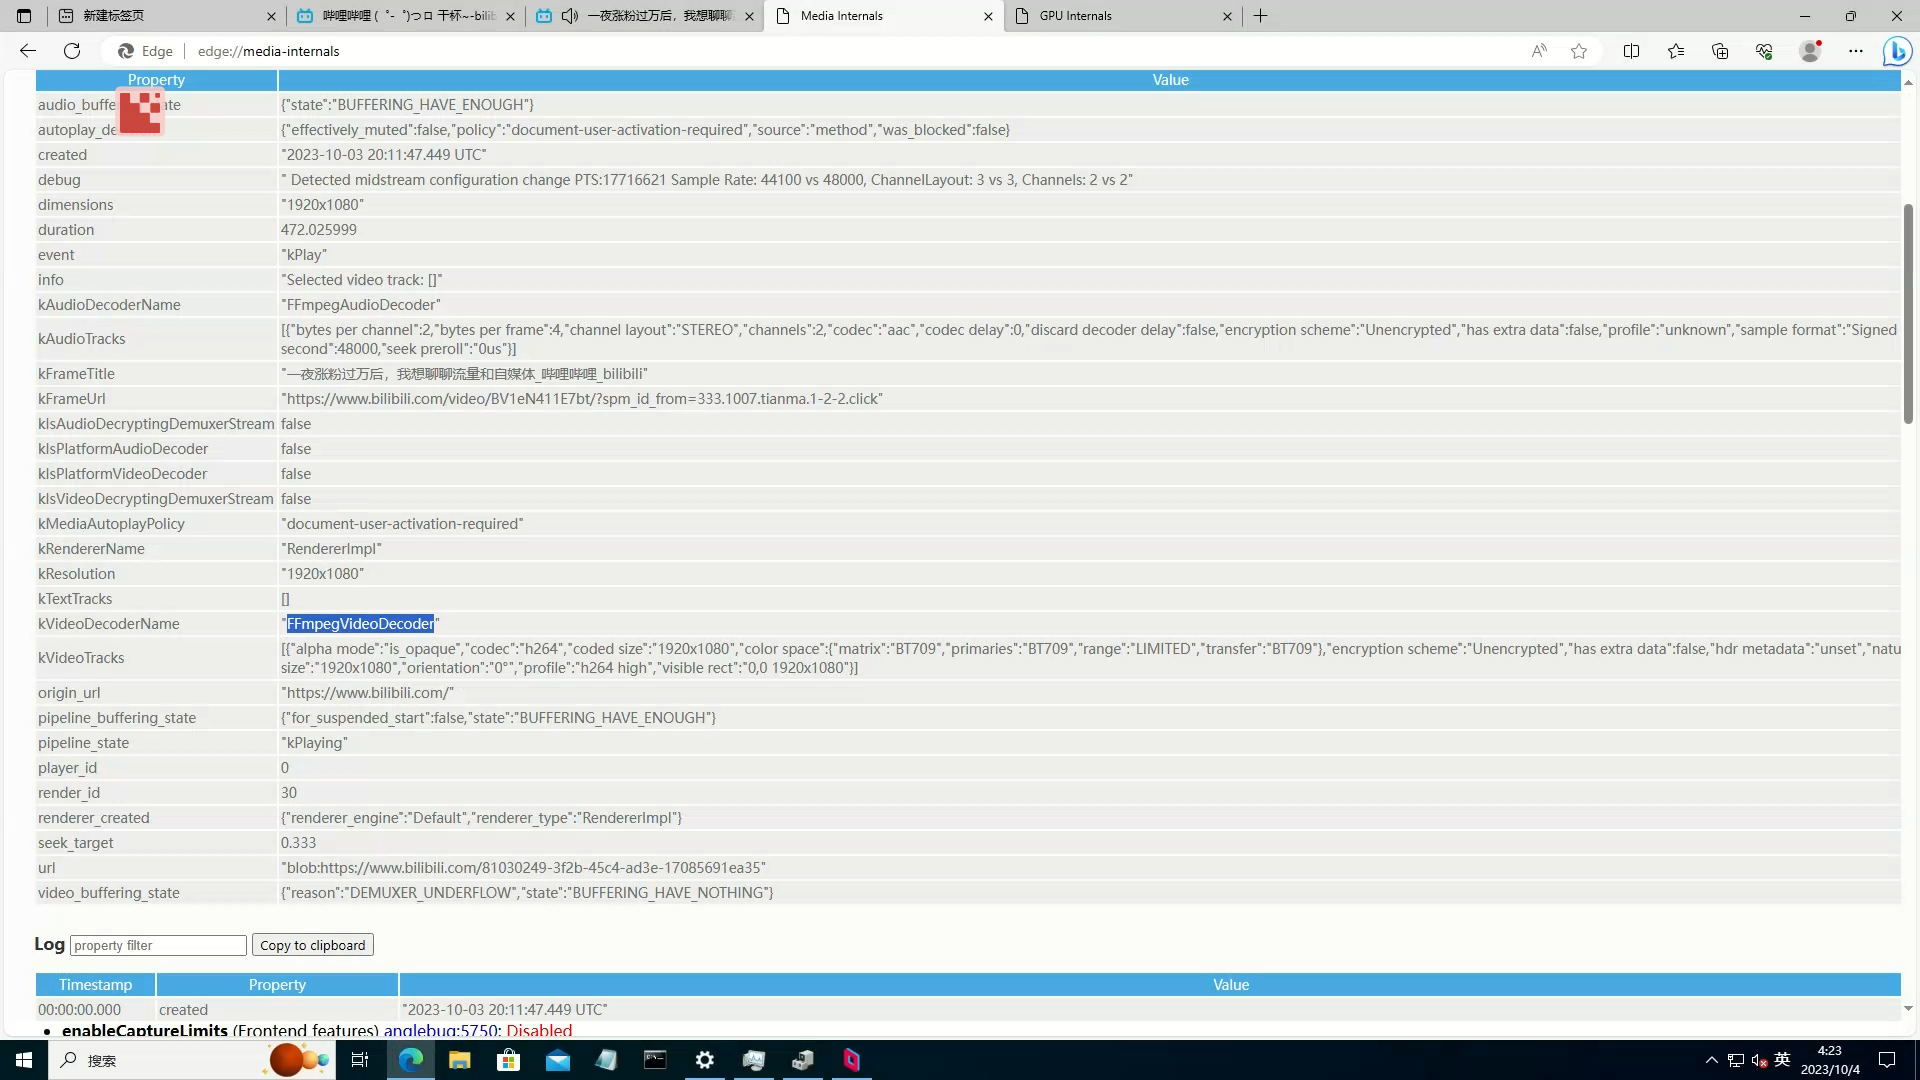 新建标签页
哔哩哔哩 (゜-゜)つロ 干杯~-bilib
一夜涨粉过万后，我想聊聊
Media Internals
GPU Internals
Edge
edge://media-internals
Property Value
{"state":"BUFFERING_HAVE_ENOUGH"}
{"effectively_muted":false,"policy":"document-user-activation-required","source":"method","was_blocked":false}
created "2023-10-03 20:11:47.449 UTC"
debug " Detected midstream configuration change PTS:17716621 Sample Rate: 44100 vs 48000, ChannelLayout: 3 vs 3, Channels: 2 vs 2"
dimensions "1920x1080"
duration 472.025999
event "kPlay"
info "Selected video track: []"
kAudioDecoderName "FFmpegAudioDecoder"
kAudioTracks [{"bytes per channel":2,"bytes per frame":4,"channel layout":"STEREO","channels":2,"codec":"aac","codec delay":0,"discard decoder delay":false,"encryption scheme":"Unencrypted","has extra data":false,"profile":"unknown","sample format":"Signed
second":48000,"seek preroll":"0us"}]
kFrameTitle "一夜涨粉过万后，我想聊聊流量和自媒体_哔哩哔哩_bilibili"
kFrameUrl "https://www.bilibili.com/video/BV1eN411E7bt/?spm_id_from=333.1007.tianma.1-2-2.click"
kIsAudioDecryptingDemuxerStream false
kIsPlatformAudioDecoder false
kIsPlatformVideoDecoder false
kIsVideoDecryptingDemuxerStream false
kMediaAutoplayPolicy "document-user-activation-required"
kRendererName "RendererImpl"
kResolution "1920x1080"
kTextTracks []
kVideoDecoderName "FFmpegVideoDecoder"
kVideoTracks [{"alpha mode":"is_opaque","codec":"h264","coded size":"1920x1080","color space":{"matrix":"BT709","primaries":"BT709","range":"LIMITED","transfer":"BT709"},"encryption scheme":"Unencrypted","has extra data":false,"hdr metadata":"unset","natu
size":"1920x1080","orientation":"0°","profile":"h264 high","visible rect":"0,0 1920x1080"}]
origin_url "https://www.bilibili.com/"
pipeline_buffering_state {"for_suspended_start":false,"state":"BUFFERING_HAVE_ENOUGH"}
pipeline_state "kPlaying"
player_id 0
render_id 30
renderer_created {"renderer_engine":"Default","renderer_type":"RendererImpl"}
seek_target 0.333
url "blob:https://www.bilibili.com/81030249-3f2b-45c4-ad3e-17085691ea35"
video_buffering_state {"reason":"DEMUXER_UNDERFLOW","state":"BUFFERING_HAVE_NOTHING"}
Log property filter Copy to clipboard
Timestamp Property Value
00:00:00.000 created "2023-10-03 20:11:47.449 UTC"
• enableCaptureLimits (Frontend features) anglebug:5750: Disabled
搜索
英
4:23
2023/10/4